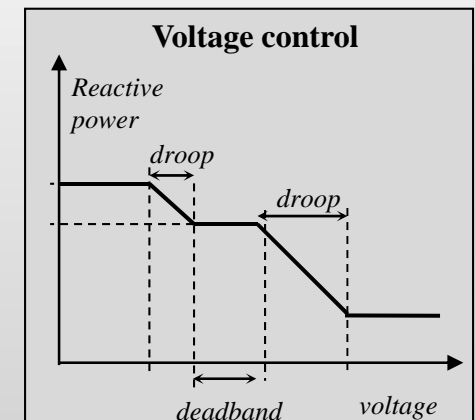 Voltage control
Reactive
power
droop
droop
deadband
voltage